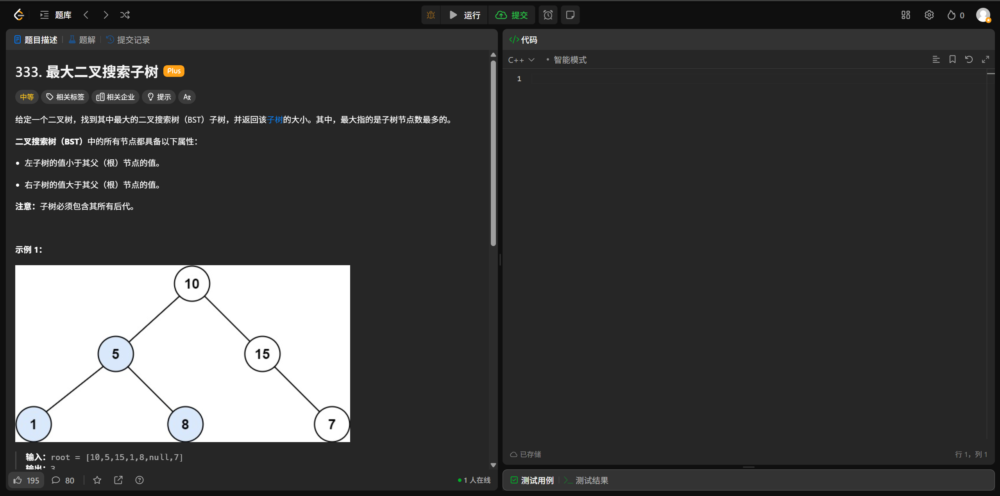 题库
运行
提交
0
题目描述
题解
提交记录
333. 最大二叉搜索子树 Plus
中等 相关标签 相关企业 提示
给定一个二叉树，找到其中最大的二叉搜索树（BST）子树，并返回该子树的大小。其中，最大指的是子树节点数最多的。
二叉搜索树（BST）中的所有节点都具备以下属性：
• 左子树的值小于其父（根）节点的值。
• 右子树的值大于其父（根）节点的值。
注意：子树必须包含其所有后代。
示例 1：
10
5 15
1 8 7
输入：root = [10,5,15,1,8,null,7]
输出：3
195 80
1 人在线
</> 代码
C++ • 智能模式
1
已存储
行 1，列 1
测试用例
测试结果